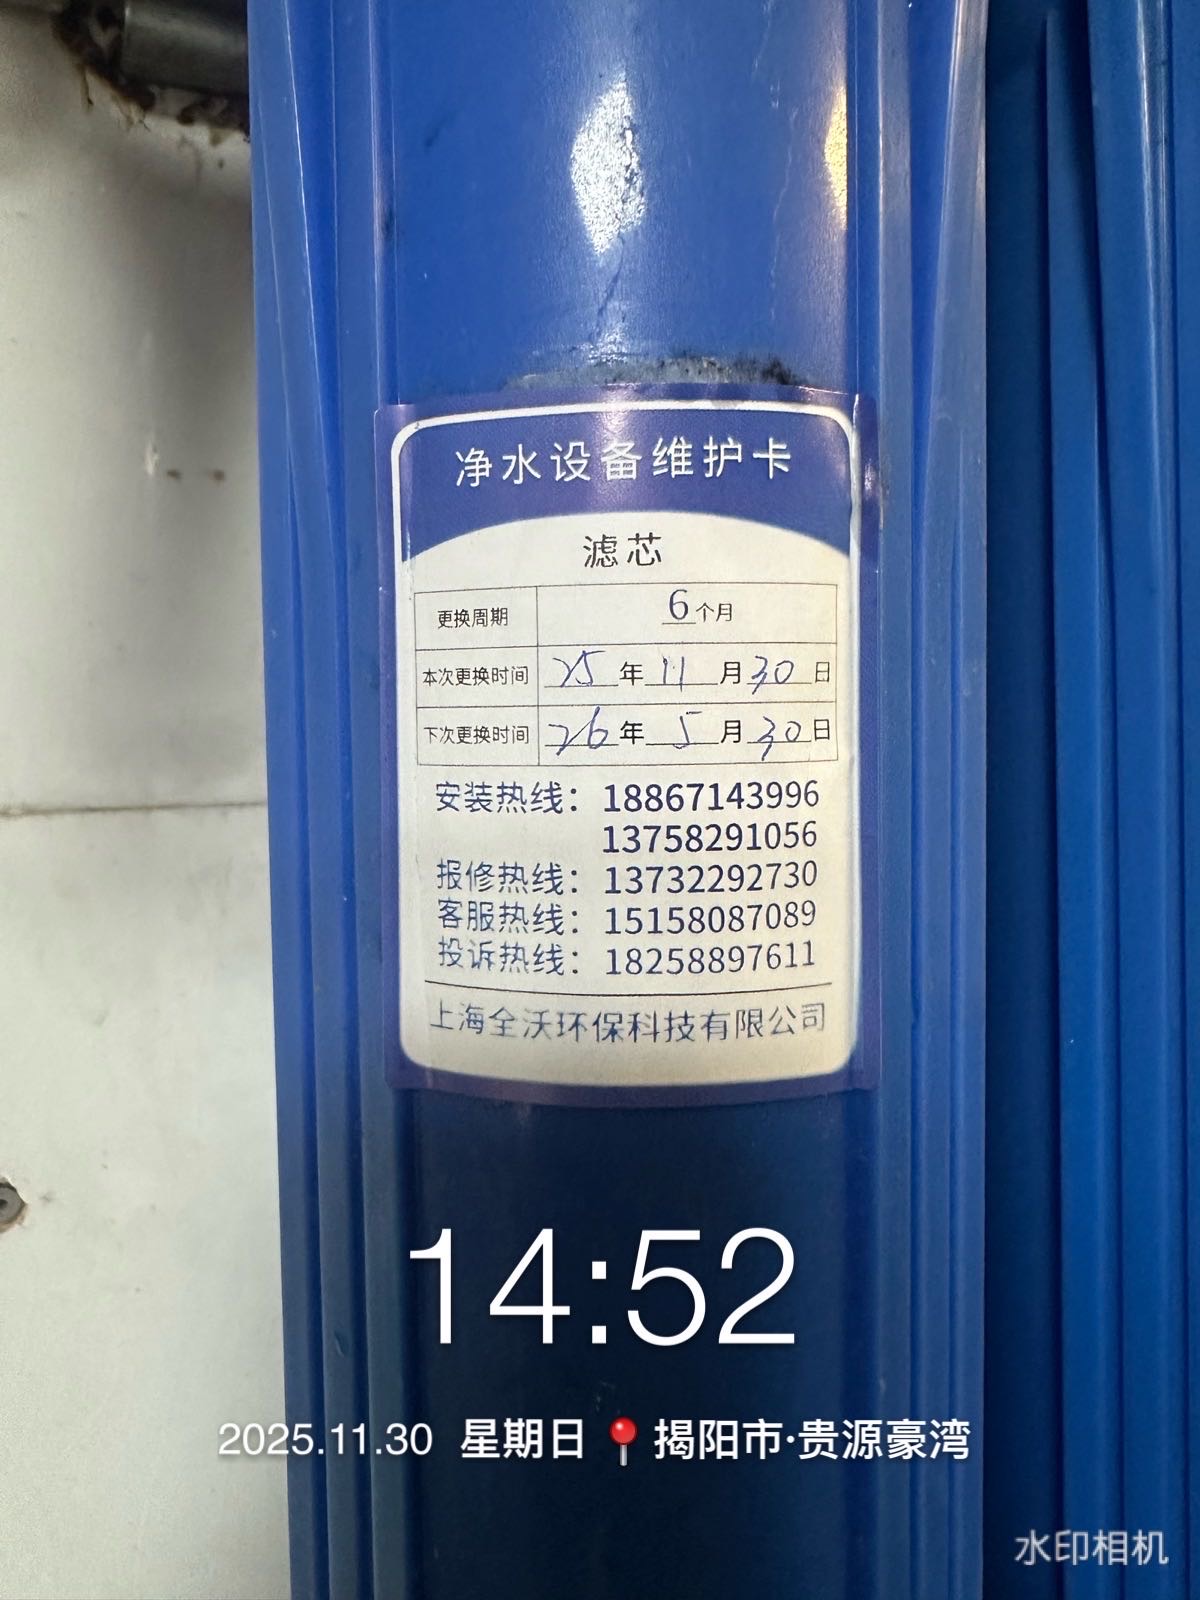 净水设备维护卡
滤芯
更换周期 6个月
本次更换时间 25年11月30日
下次更换时间 26年5月30日
安装热线：18867143996
13758291056
报修热线：13732292730
客服热线：15158087089
投诉热线：18258897611
上海全沃环保科技有限公司
14:52
2025.11.30 星期日 📍揭阳市·贵源豪湾
水印相机